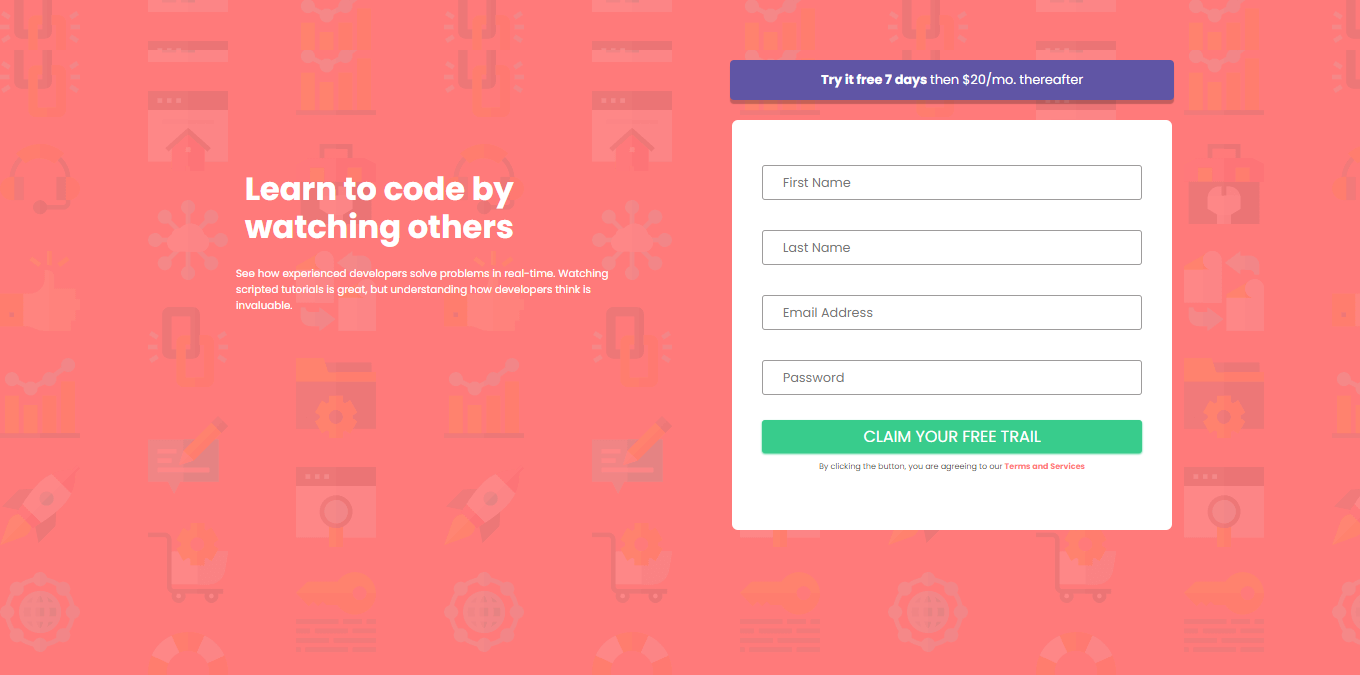 Try it free 7 days then $20/mo. thereafter
Learn to code by
watching others
See how experienced developers solve problems in real-time. Watching
scripted tutorials is great, but understanding how developers think is
invaluable.
First Name
Last Name
Email Address
Password
CLAIM YOUR FREE TRAIL
By clicking the button, you are agreeing to our Terms and Services